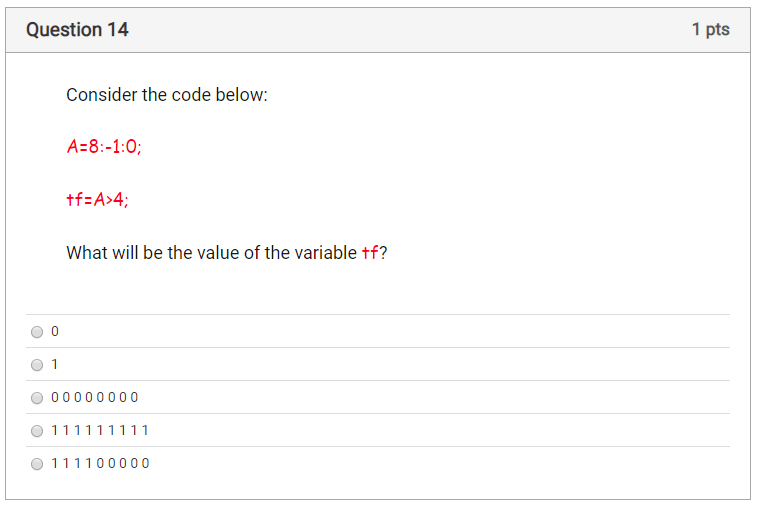 Question 14
1 pts
Consider the code below:
A=8:-1:0;
tf=A>4;
What will be the value of the variable tf?
0
1
0 0 0 0 0 0 0 0
1 1 1 1 1 1 1 1 1
1 1 1 1 0 0 0 0 0